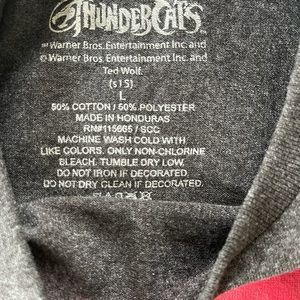 THUNDERCATS
™Warner Bros. Entertainment Inc. and
©Warner Bros. Entertainment Inc. and
Ted Wolf.
(s15)
L
50% COTTON / 50% POLYESTER
MADE IN HONDURAS
RN#115665 / SCC
MACHINE WASH COLD WITH
LIKE COLORS. ONLY NON-CHLORINE
BLEACH. TUMBLE DRY LOW.
DO NOT IRON IF DECORATED.
DO NOT DRY CLEAN IF DECORATED.